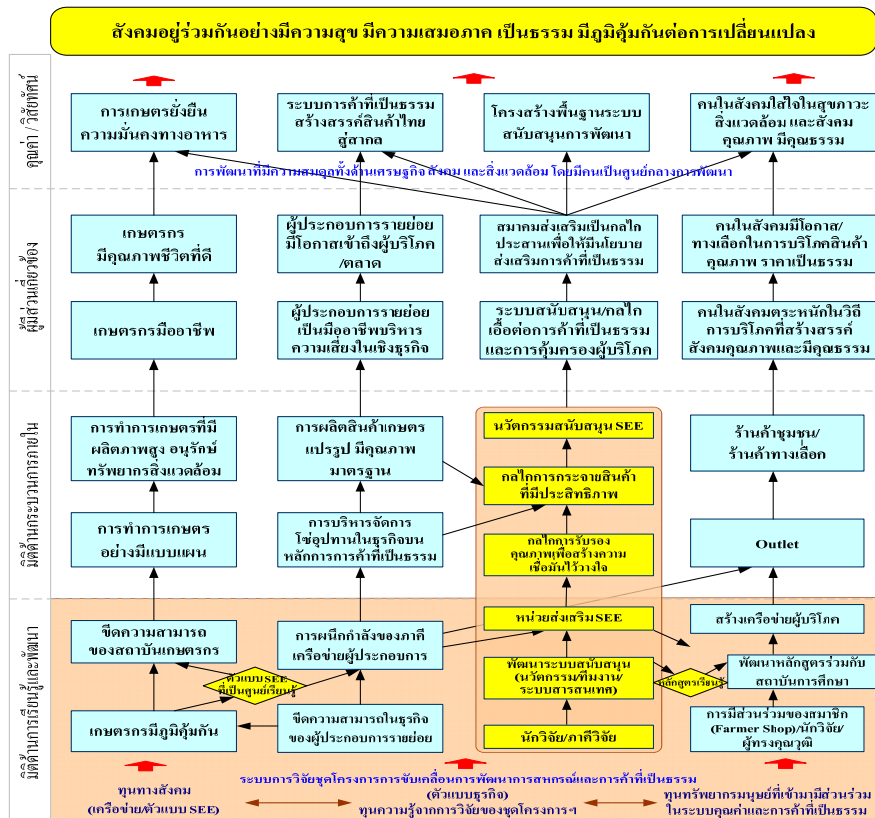 สังคมอยู่ร่วมกันอย่างมีความสุข มีความเสมอภาค เป็นธรรม มีภูมิคุ้มกันต่อการเปลี่ยนแปลง
คุณค่า / วิสัยทัศน์
การเกษตรยั่งยืน
ความมั่นคงทางอาหาร
ระบบการค้าที่เป็นธรรม
สร้างสรรค์สินค้าไทย
สู่สากล
โครงสร้างพื้นฐานระบบ
สนับสนุนการพัฒนา
คนในสังคมใส่ใจในสุขภาวะ
สิ่งแวดล้อม และสังคม
คุณภาพ มีคุณธรรม
การพัฒนาที่มีความสมดุลทั้งด้านเศรษฐกิจ สังคม และสิ่งแวดล้อม โดยมีคนเป็นศูนย์กลางการพัฒนา
ผู้มีส่วนเกี่ยวข้อง
เกษตรกร
มีคุณภาพชีวิตที่ดี
ผู้ประกอบการรายย่อย
มีโอกาสเข้าถึงผู้บริโภค
/ตลาด
สมาคมส่งเสริมเป็นกลไก
ประสานเพื่อให้มีนโยบาย
ส่งเสริมการค้าที่เป็นธรรม
คนในสังคมมีโอกาส/
ทางเลือกในการบริโภคสินค้า
คุณภาพ ราคาเป็นธรรม
เกษตรกรมืออาชีพ
ผู้ประกอบการรายย่อย
เป็นมืออาชีพบริหาร
ความเสี่ยงในเชิงธุรกิจ
ระบบสนับสนุน/กลไก
เอื้อต่อการค้าที่เป็นธรรม
และการคุ้มครองผู้บริโภค
คนในสังคมตระหนักในวิถี
การบริโภคที่สร้างสรรค์
สังคมคุณภาพและมีคุณธรรม
มิติด้านกระบวนการภายใน
การทำการเกษตรที่มี
ผลิตภาพสูง อนุรักษ์
ทรัพยากรสิ่งแวดล้อม
การผลิตสินค้าเกษตร
แปรรูป มีคุณภาพ
มาตรฐาน
นวัตกรรมสนับสนุน SEE
กลไกการกระจายสินค้า
ที่มีประสิทธิภาพ
ร้านค้าชุมชน/
ร้านค้าทางเลือก
การทำการเกษตร
อย่างมีแบบแผน
การบริหารจัดการ
โซ่อุปทานในธุรกิจบน
หลักการการค้าที่เป็นธรรม
กลไกการรับรอง
คุณภาพเพื่อสร้างความ
เชื่อมั่นไว้วางใจ
Outlet
มิติด้านการเรียนรู้และพัฒนา
ขีดความสามารถ
ของสถาบันเกษตรกร
การผนึกกำลังของภาคี
เครือข่ายผู้ประกอบการ
หน่วยส่งเสริม SEE
สร้างเครือข่ายผู้บริโภค
ตัวแบบ SEE
ที่เป็นศูนย์เรียนรู้
พัฒนาระบบสนับสนุน
(นวัตกรรม/ทีมงาน/
ระบบสารสนเทศ)
หลักสูตรเรียนรู้
พัฒนาหลักสูตรร่วมกับ
สถาบันการศึกษา
เกษตรกรมีภูมิคุ้มกัน
ขีดความสามารถในธุรกิจ
ของผู้ประกอบการรายย่อย
นักวิจัย/ภาคีวิจัย
การมีส่วนร่วมของสมาชิก
(Farmer Shop)/นักวิจัย/
ผู้ทรงคุณวุฒิ
ระบบการวิจัยชุดโครงการการขับเคลื่อนการพัฒนาการสหกรณ์และการค้าที่เป็นธรรม
ทุนทางสังคม
(เครือข่าย/ตัวแบบ SEE)
(ตัวแบบธุรกิจ)
ทุนความรู้จากการวิจัยของชุดโครงการฯ
ทุนทรัพยากรมนุษย์ที่เข้ามามีส่วนร่วม
ในระบบคุณค่าและการค้าที่เป็นธรรม